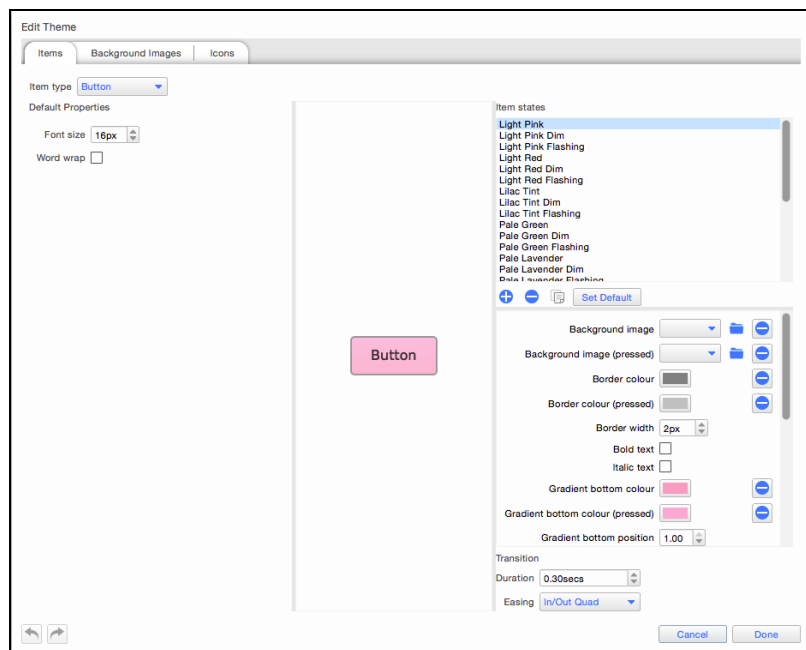 Edit Theme
Items
Background Images
Icons
Item type Button
Default Properties
Font size 16px
Word wrap
Button
Item states
Light Pink
Light Pink Dim
Light Pink Flashing
Light Red
Light Red Dim
Light Red Flashing
Lilac Tint
Lilac Tint Dim
Lilac Tint Flashing
Pale Green
Pale Green Dim
Pale Green Flashing
Pale Lavender
Pale Lavender Dim
Pale Lavender Flashing
Set Default
Background image
Background image (pressed)
Border colour
Border colour (pressed)
Border width 2px
Bold text
Italic text
Gradient bottom colour
Gradient bottom colour (pressed)
Gradient bottom position 1.00
Transition
Duration 0.30secs
Easing In/Out Quad
Cancel
Done